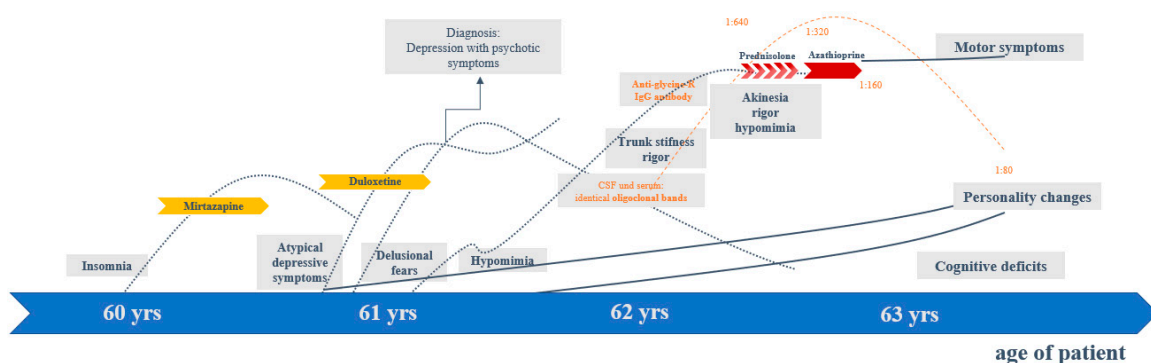 Diagnosis:
Depression with psychotic
symptoms
1:640
1:320
Prednisolone
Azathioprine
Motor symptoms
Anti-glycine-R
IgG antibody
1:160
Akinesia
rigor
hypomimia
Trunk stiffness
rigor
Duloxetine
Mirtazapine
CSF und serum:
identical oligoclonal bands
1:80
Personality changes
Insomnia
Atypical
depressive
symptoms
Delusional
fears
Hypomimia
Cognitive deficits
60 yrs
61 yrs
62 yrs
63 yrs
age of patient